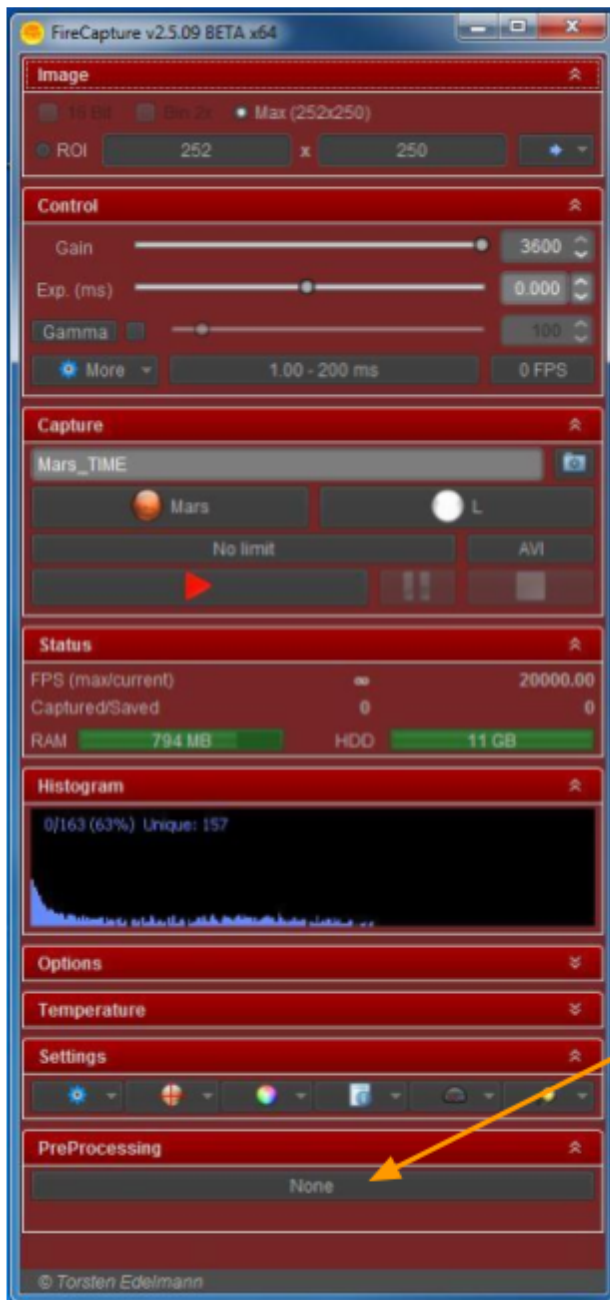 FireCapture v2.5.09 BETA x64
Image
16 Bit Bin 2x Max (252x250)
ROI 252 x 250
Control
Gain 3600
Exp. (ms) 0.000
Gamma 100
More 1.00 - 200 ms 0 FPS
Capture
Mars_TIME
Mars L
No limit AVI
Status
FPS (max/current) ∞ 20000.00
Captured/Saved 0 0
RAM 794 MB HDD 11 GB
Histogram
0/163 (63%) Unique: 157
Options
Temperature
Settings
PreProcessing
None
© Torsten Edelmann